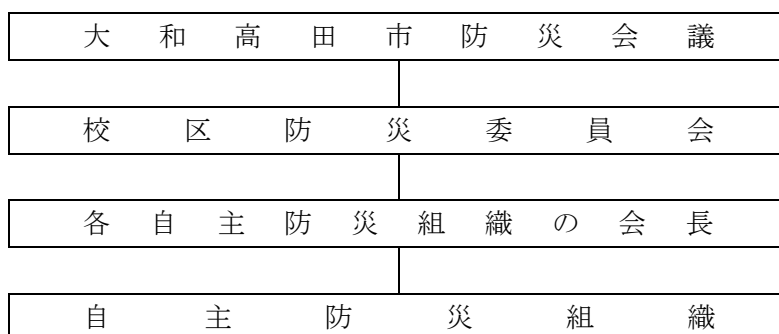 大和高田市防災会議
校区防災委員会
各自主防災組織の会長
自主防災組織